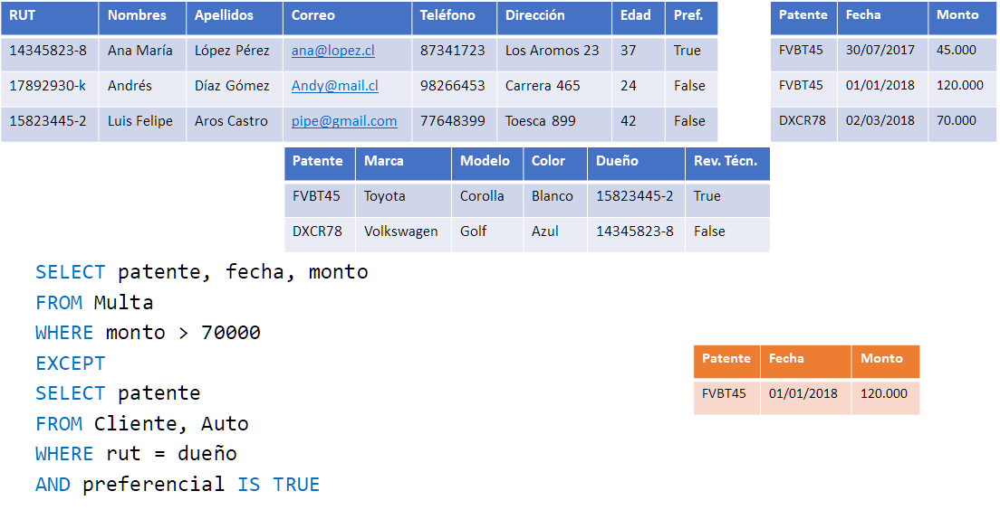 RUT Nombres Apellidos Correo Teléfono Dirección Edad Pref.
14345823-8 Ana María López Pérez ana@lopez.cl 87341723 Los Aromos 23 37 True
17892930-k Andrés Díaz Gómez Andy@mail.cl 98266453 Carrera 465 24 False
15823445-2 Luis Felipe Aros Castro pipe@gmail.com 77648399 Toesca 899 42 False
Patente Fecha Monto
FVBT45 30/07/2017 45.000
FVBT45 01/01/2018 120.000
DXCR78 02/03/2018 70.000
Patente Marca Modelo Color Dueño Rev. Técn.
FVBT45 Toyota Corolla Blanco 15823445-2 True
DXCR78 Volkswagen Golf Azul 14345823-8 False
SELECT patente, fecha, monto
FROM Multa
WHERE monto > 70000
EXCEPT
SELECT patente
FROM Cliente, Auto
WHERE rut = dueño
AND preferencial IS TRUE
Patente Fecha Monto
FVBT45 01/01/2018 120.000